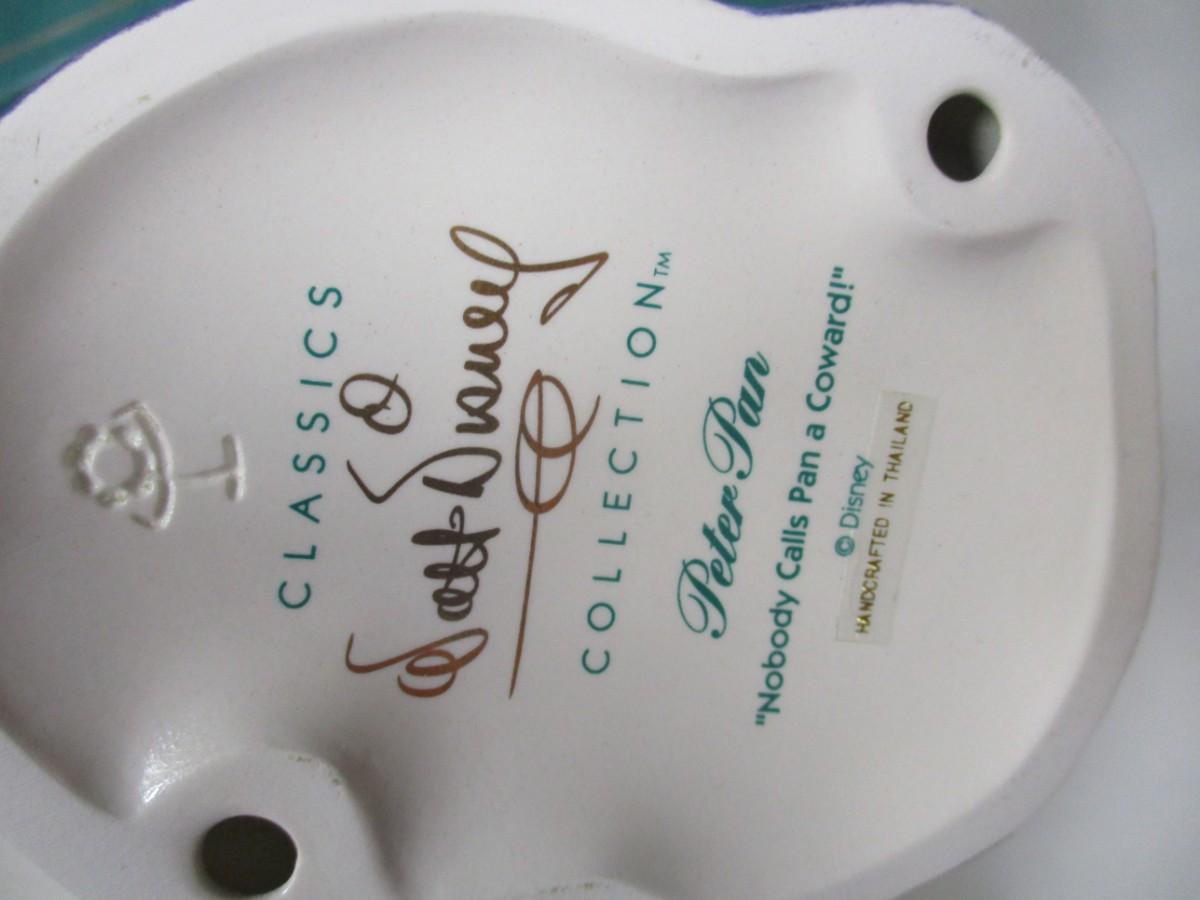 CLASSICS
Walt Disney
COLLECTION™
Peter Pan
"Nobody Calls Pan a Coward!"
© Disney
HANDCRAFTED IN THAILAND